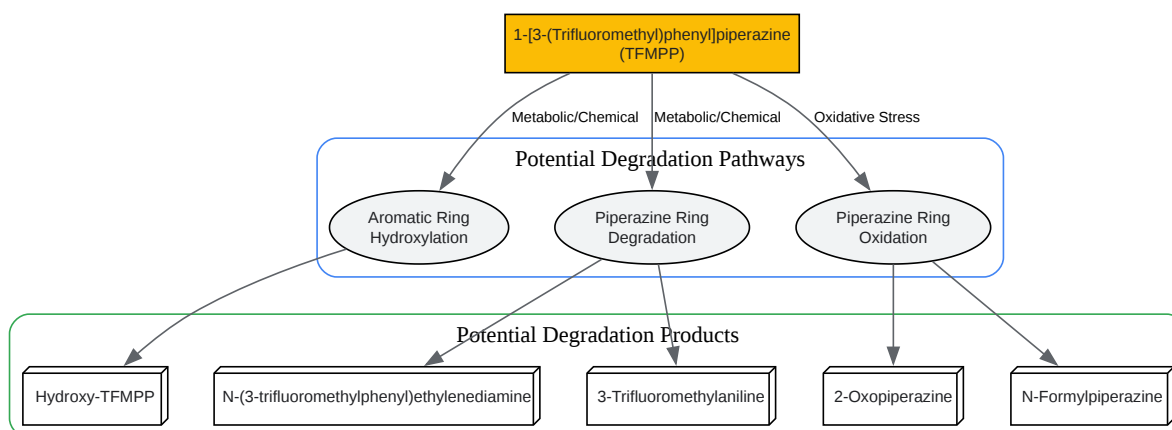 1-[3-(Trifluoromethyl)phenyl]piperazine
(TFMPP)
Metabolic/Chemical
Metabolic/Chemical
Oxidative Stress
Potential Degradation Pathways
Aromatic Ring
Hydroxylation
Piperazine Ring
Degradation
Piperazine Ring
Oxidation
Potential Degradation Products
Hydroxy-TFMPP
N-(3-trifluoromethylphenyl)ethylenediamine
3-Trifluoromethylaniline
2-Oxopiperazine
N-Formylpiperazine